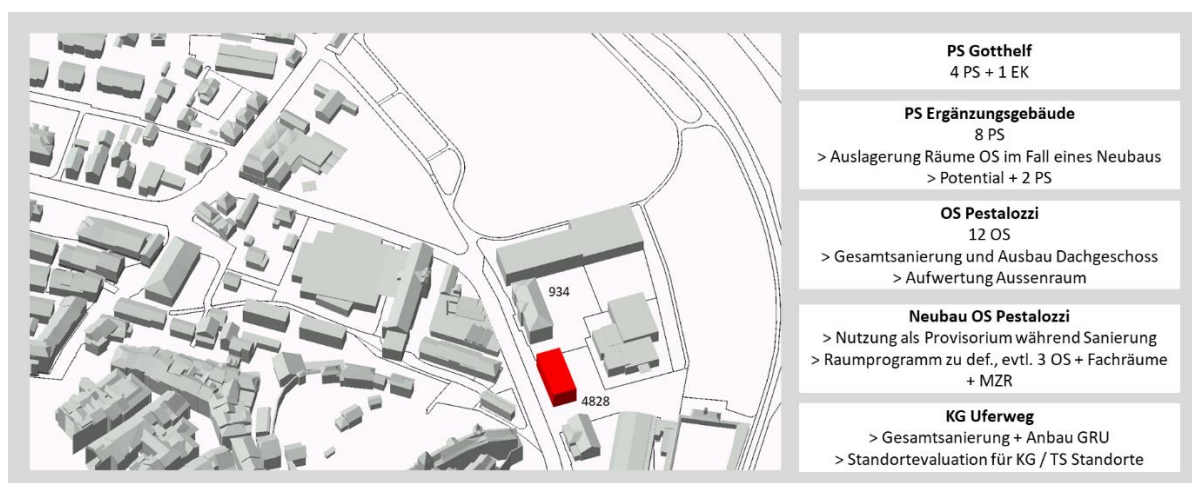 934
4828
PS Gotthelf
4 PS + 1 EK
PS Ergänzungsgebäude
8 PS
> Auslagerung Räume OS im Fall eines Neubaus
> Potential + 2 PS
OS Pestalozzi
12 OS
> Gesamtsanierung und Ausbau Dachgeschoss
> Aufwertung Aussenraum
Neubau OS Pestalozzi
> Nutzung als Provisorium während Sanierung
> Raumprogramm zu def., evtl. 3 OS + Fachräume
+ MZR
KG Uferweg
> Gesamtsanierung + Anbau GRU
> Standortevaluation für KG / TS Standorte